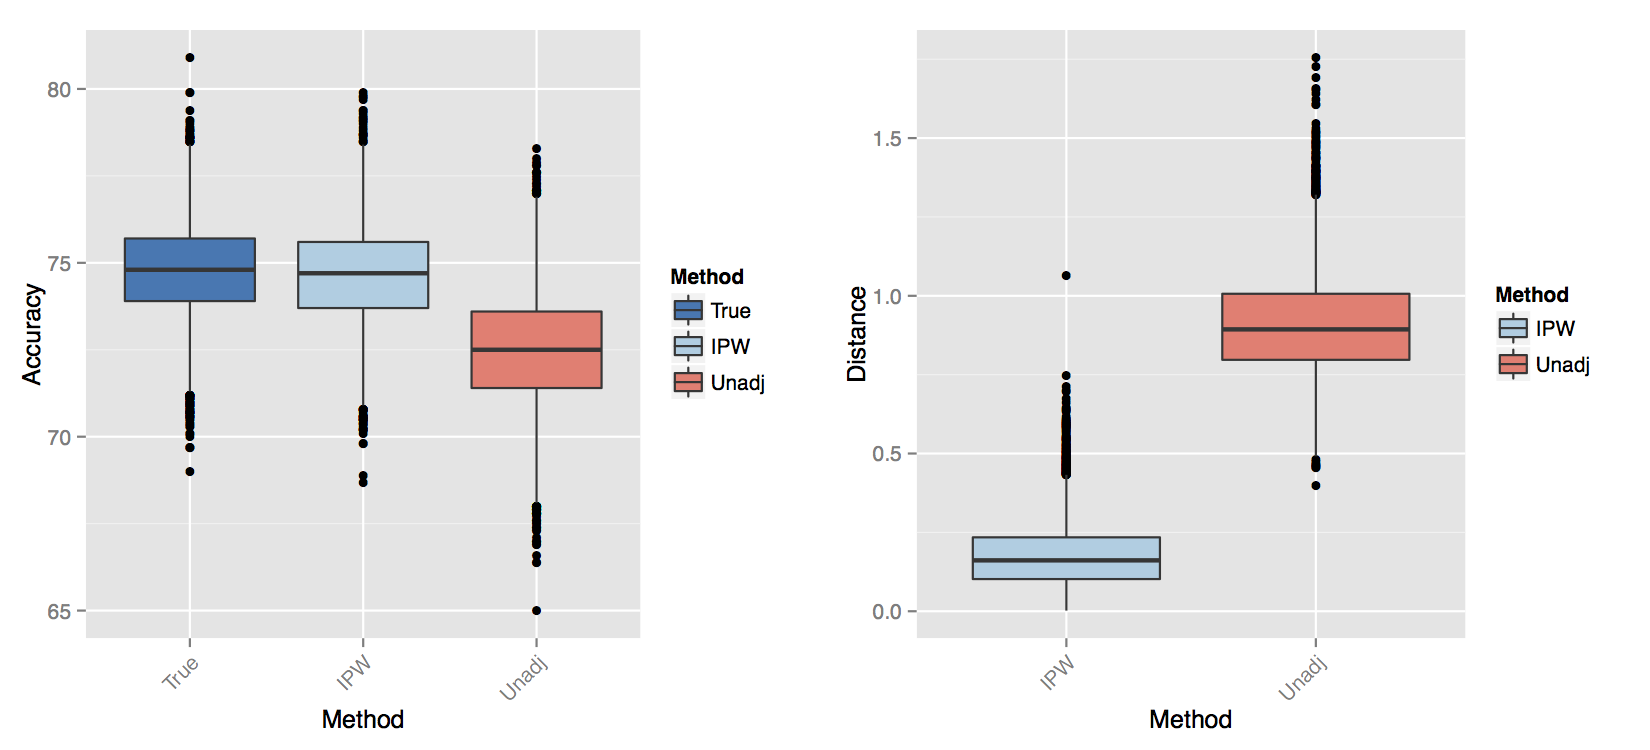 80
75
70
65
Accuracy
True
IPW
Unadj
Method
Method
True
IPW
Unadj
1.5
1.0
0.5
0.0
Distance
IPW
Unadj
Method
Method
IPW
Unadj